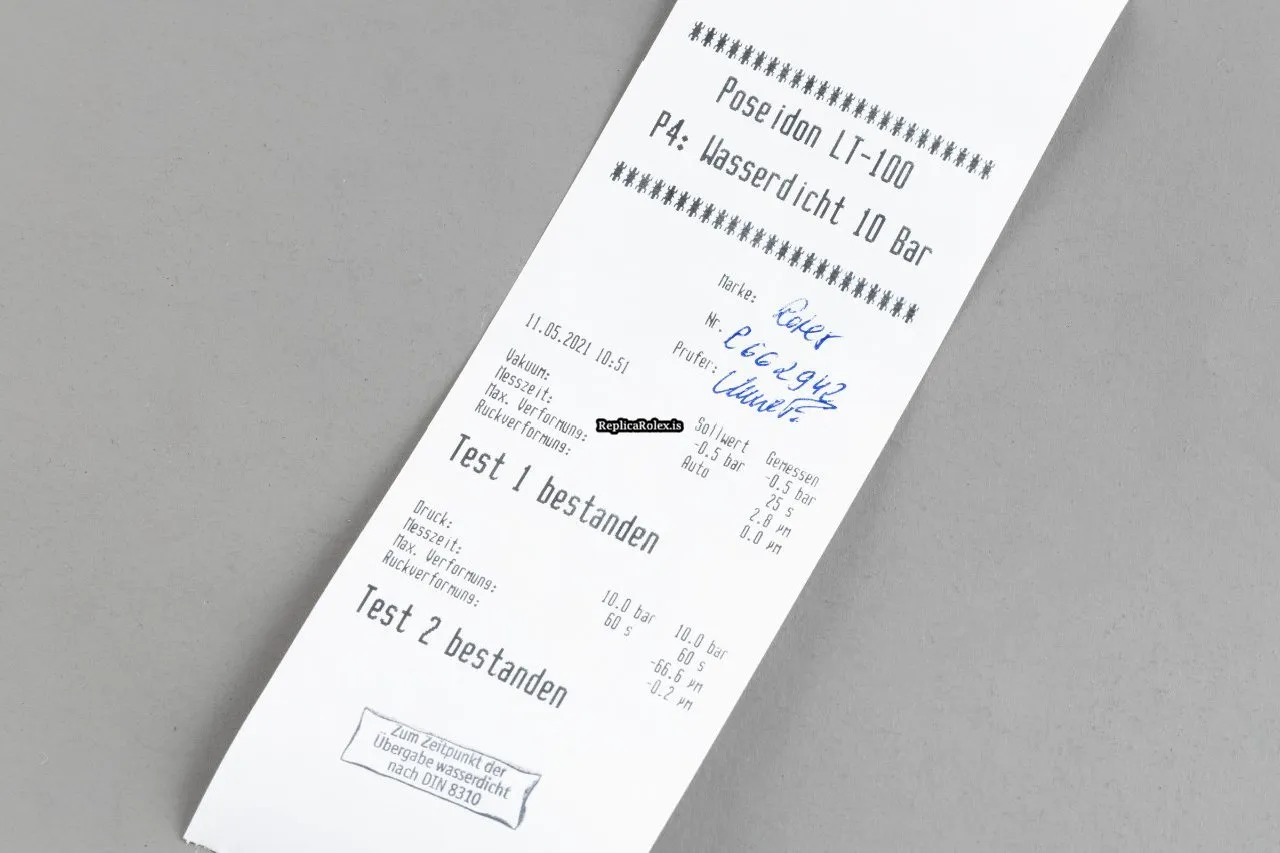 ********************************
Poseidon LT-100
P4: Wasserdicht 10 Bar
********************************
Marke: Rolex
Nr. E662942
Prufer:
11.05.2021 10:51
Sollwert Gemessen
Vakuum: -0.5 bar -0.5 bar
Messzeit: Auto 25 s
Max. Verformung: 2.8 µm
Ruckverformung: 0.0 µm
Test 1 bestanden
Druck: 10.0 bar 10.0 bar
Messzeit: 60 s 60 s
Max. Verformung: -66.6 µm
Ruckverformung: -0.2 µm
Test 2 bestanden
Zum Zeitpunkt der
Übergabe wasserdicht
nach DIN 8310
ReplicaRolex.is